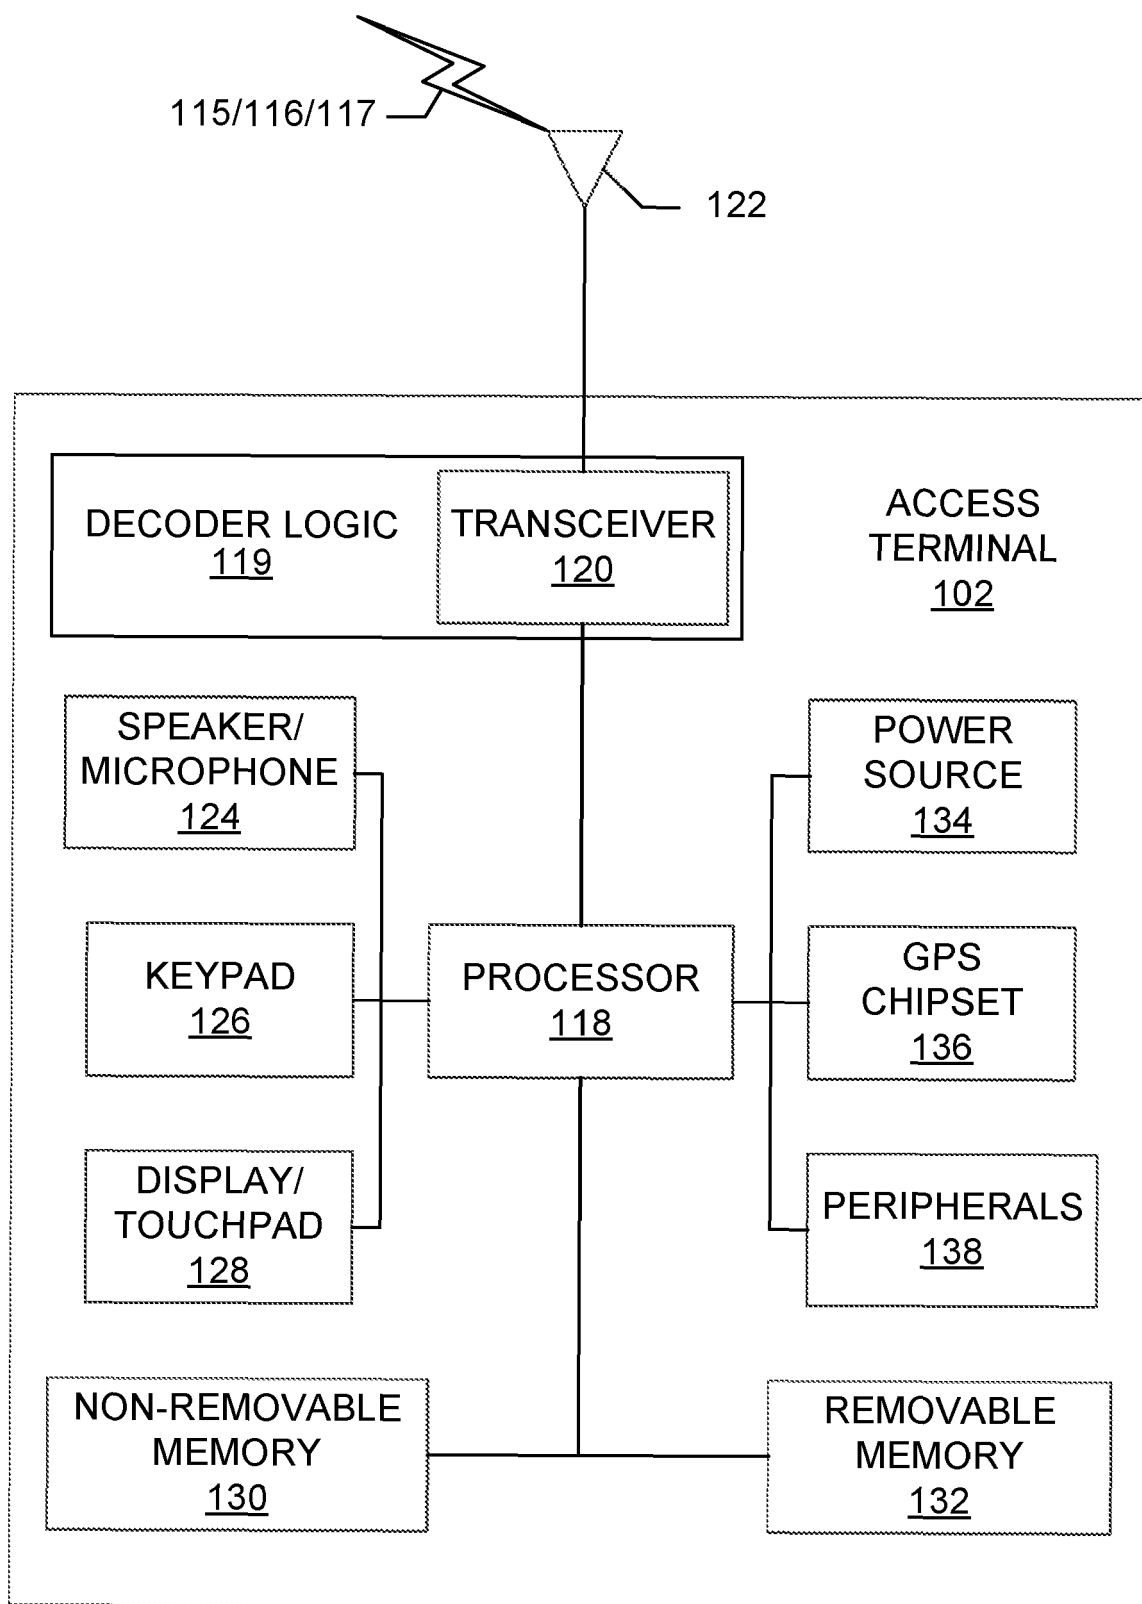 115/116/117
122
DECODER LOGIC
119
TRANSCEIVER
120
ACCESS
TERMINAL
102
SPEAKER/
MICROPHONE
124
POWER
SOURCE
134
KEYPAD
126
PROCESSOR
118
GPS
CHIPSET
136
DISPLAY/
TOUCHPAD
128
PERIPHERALS
138
NON-REMOVABLE
MEMORY
130
REMOVABLE
MEMORY
132